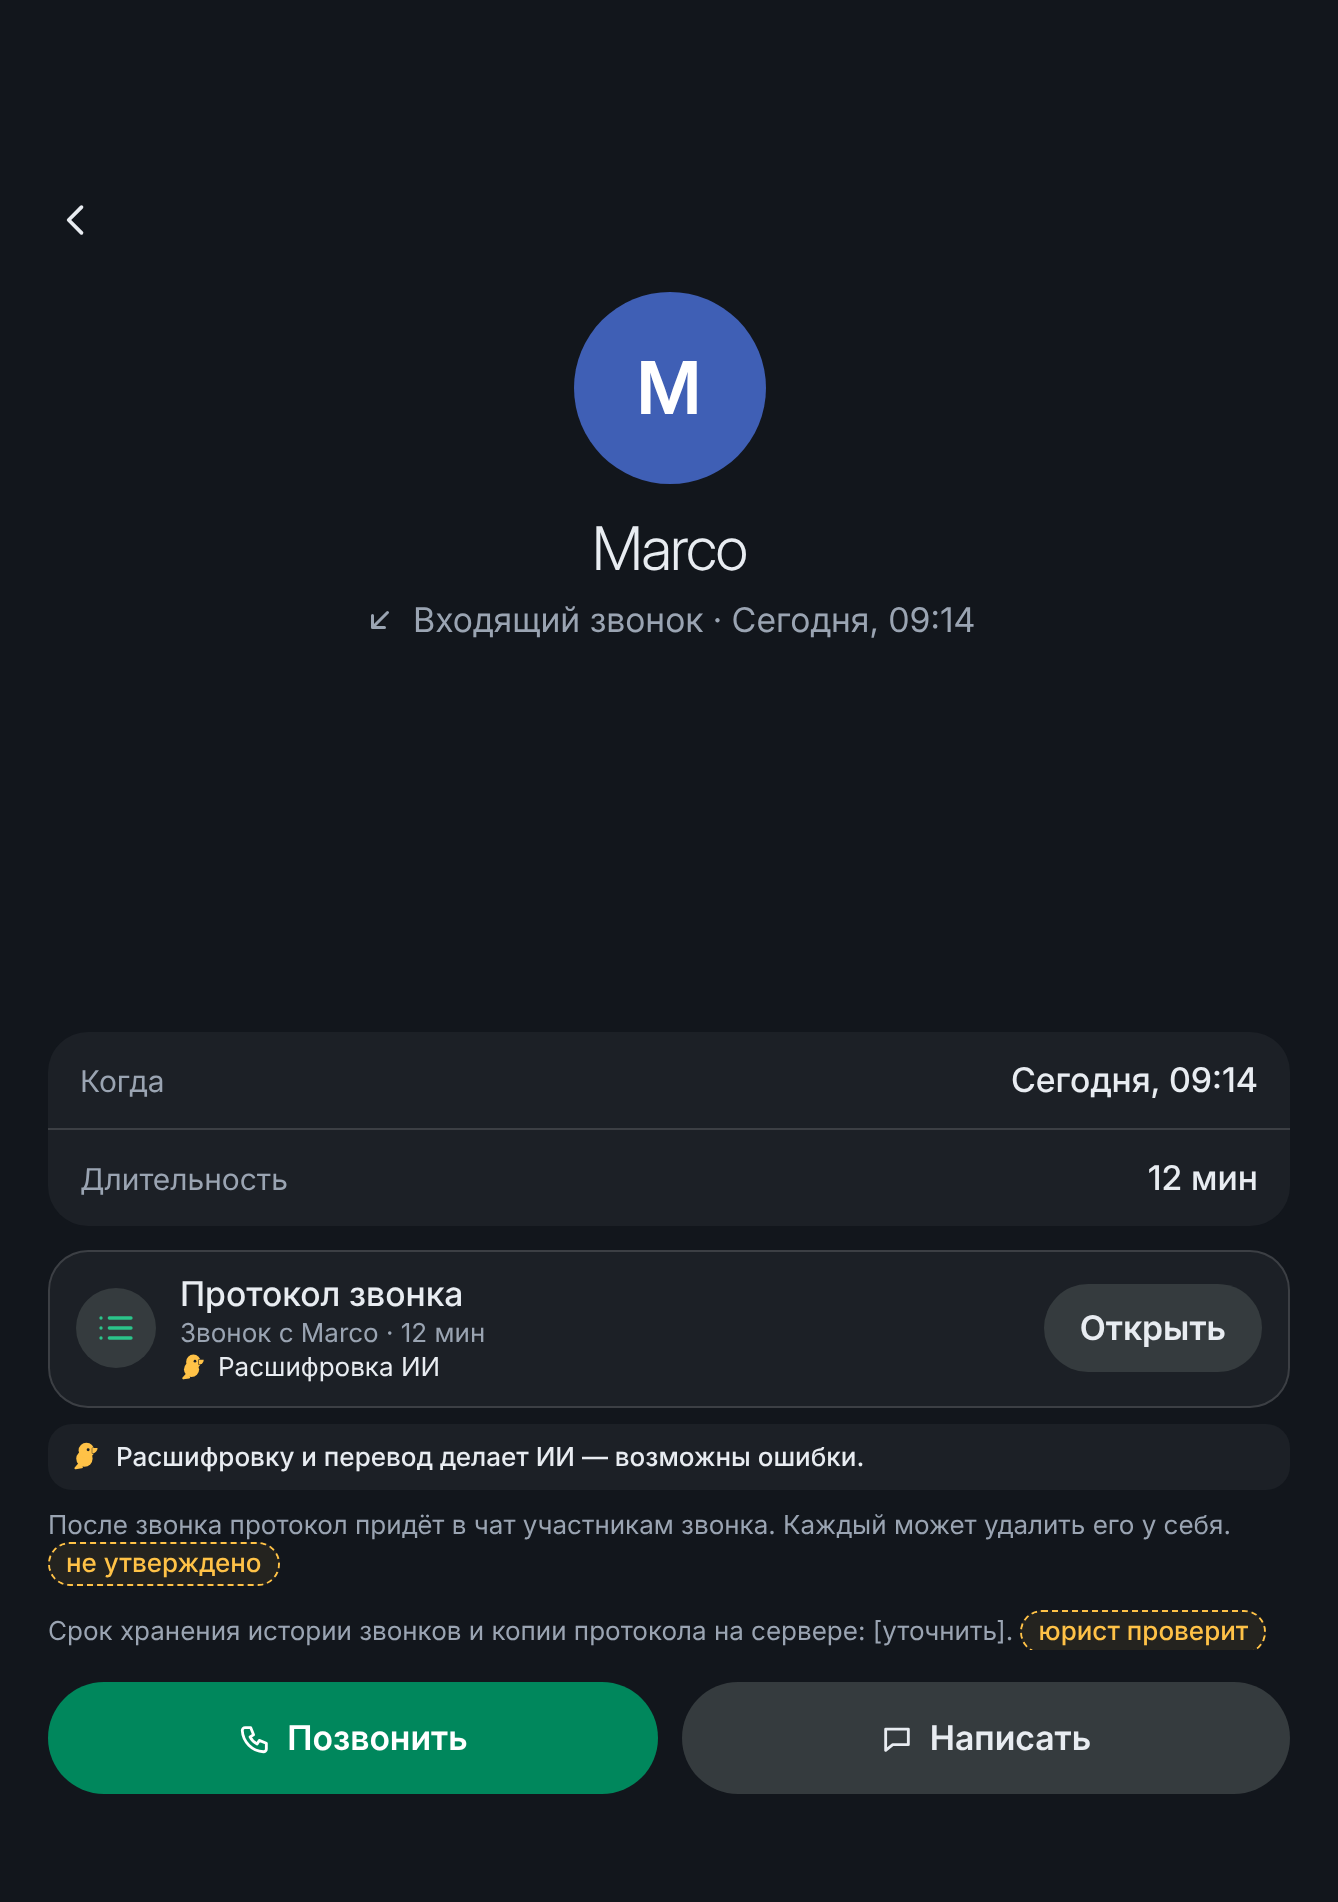 M
Marco
Входящий звонок · Сегодня, 09:14
Когда
Сегодня, 09:14
Длительность
12 мин
Протокол звонка
Звонок с Marco · 12 мин
Расшифровка ИИ
Открыть
Расшифровку и перевод делает ИИ — возможны ошибки.
После звонка протокол придёт в чат участникам звонка. Каждый может удалить его у себя.
не утверждено
Срок хранения истории звонков и копии протокола на сервере: [уточнить]. юрист проверит
Позвонить
Написать